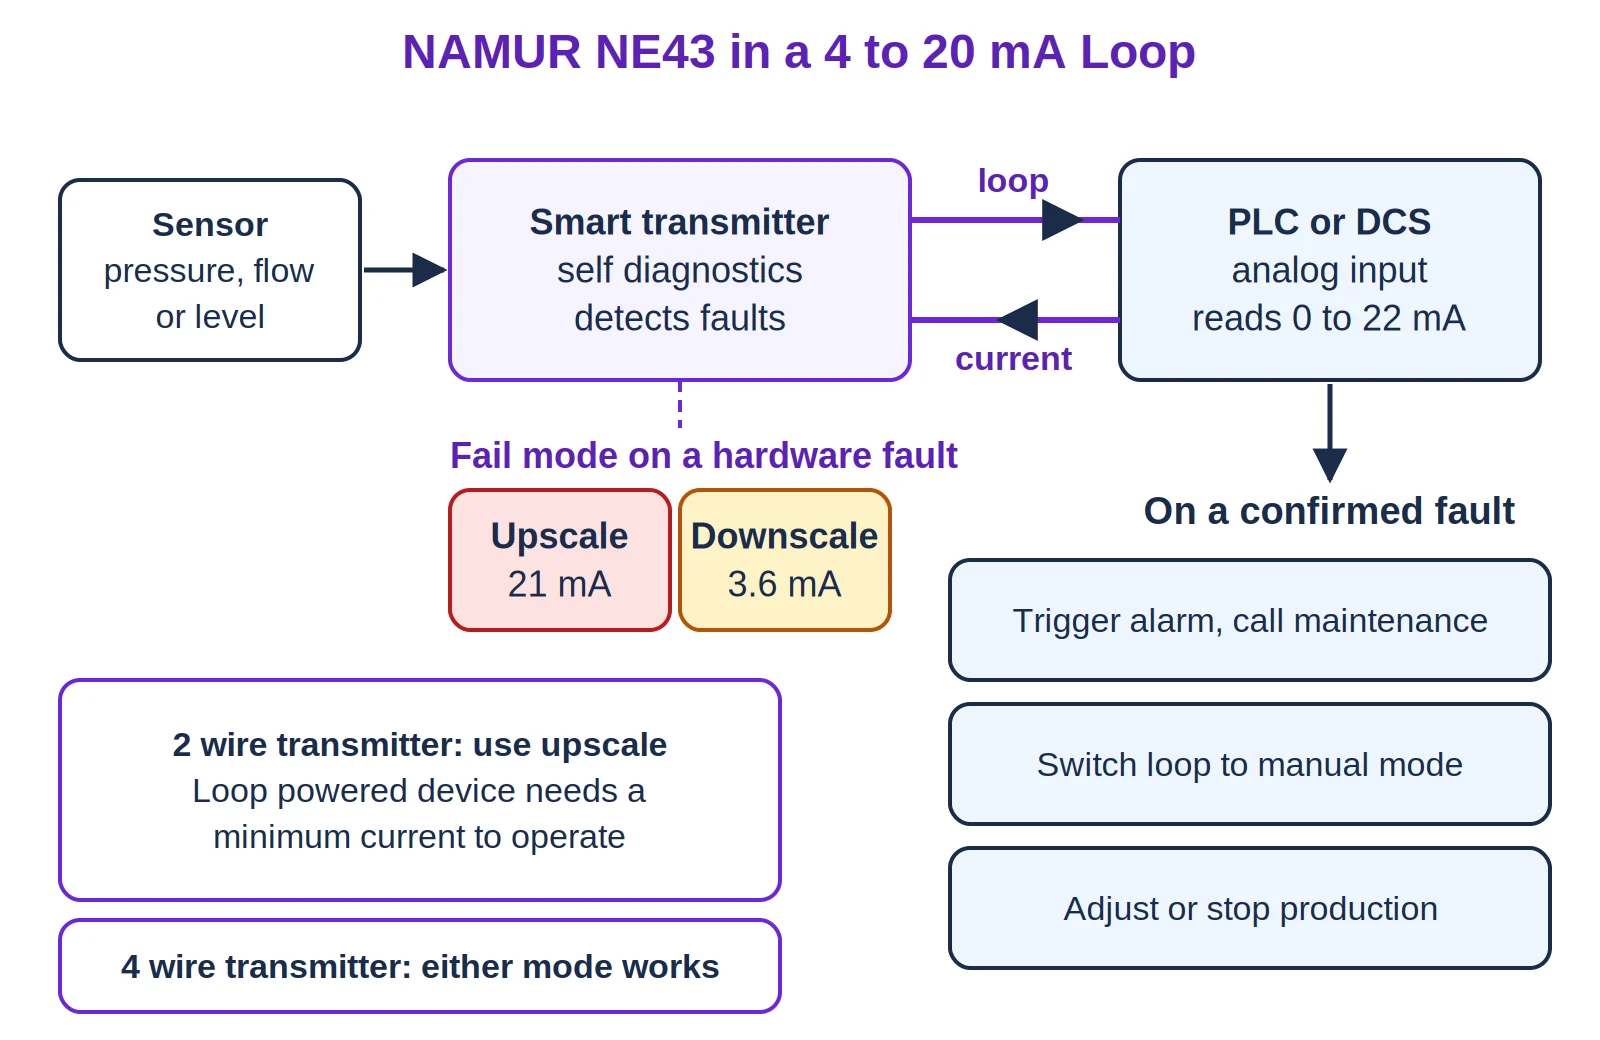 NAMUR NE43 in a 4 to 20 mA Loop
Sensor
pressure, flow
or level
Smart transmitter
self diagnostics
detects faults
loop
current
PLC or DCS
analog input
reads 0 to 22 mA
Fail mode on a hardware fault
Upscale
21 mA
Downscale
3.6 mA
On a confirmed fault
Trigger alarm, call maintenance
Switch loop to manual mode
Adjust or stop production
2 wire transmitter: use upscale
Loop powered device needs a
minimum current to operate
4 wire transmitter: either mode works